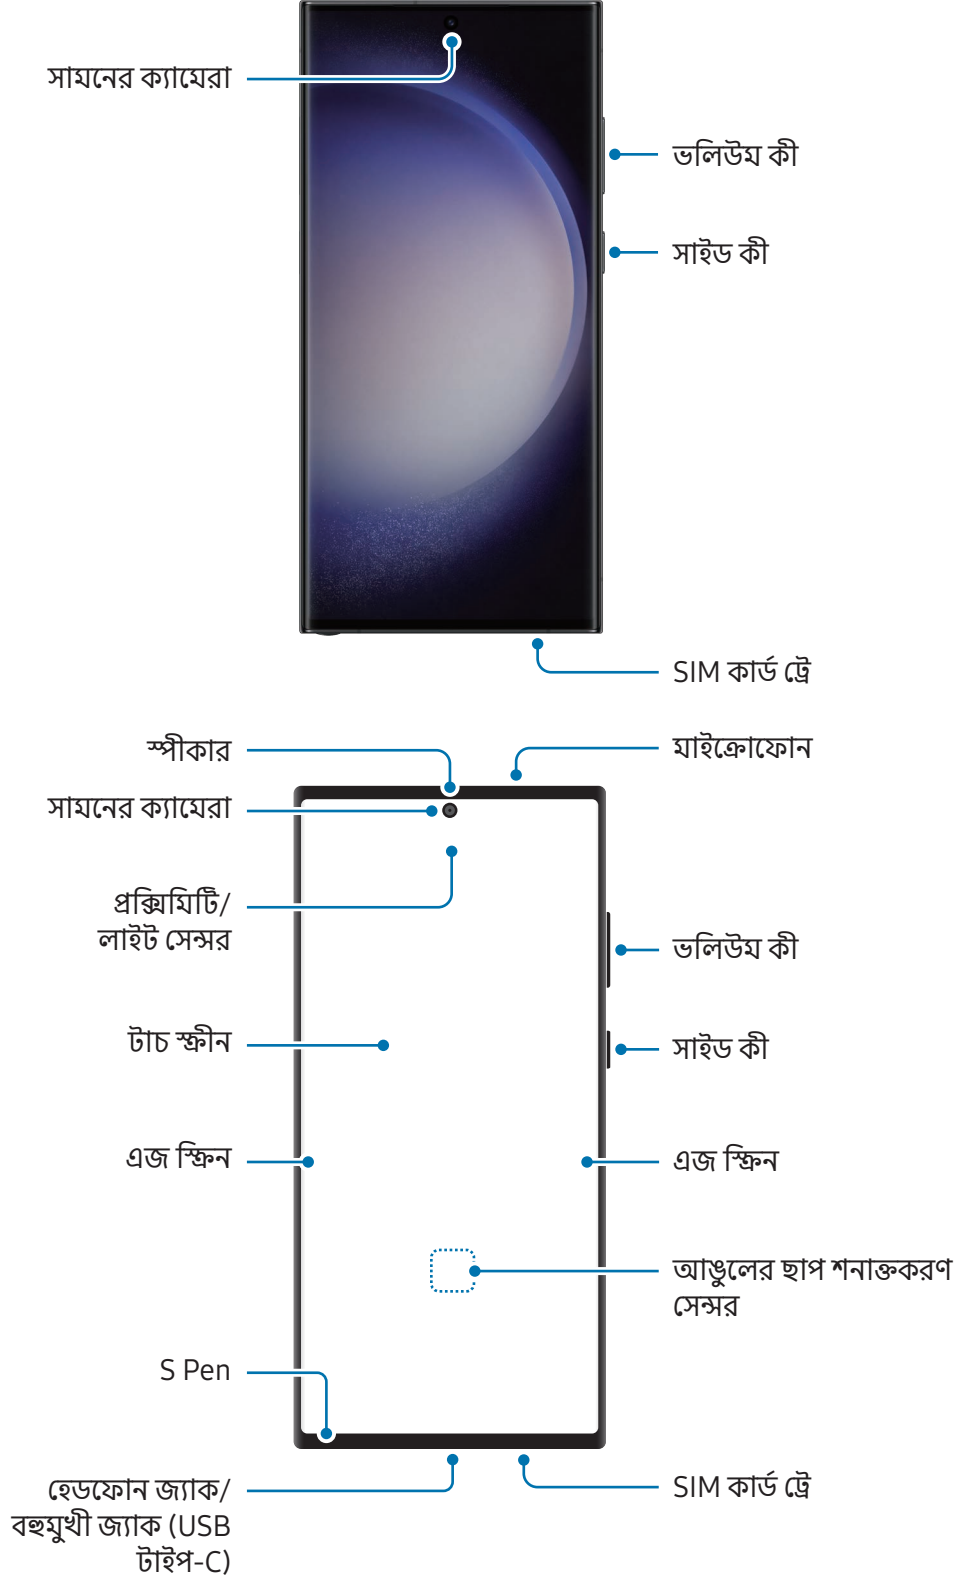 সামনের ক্যামেরা
ভলিউম কী
সাইড কী
SIM কার্ড ট্রে
স্পীকার
মাইক্রোফোন
সামনের ক্যামেরা
প্রক্সিমিটি/
লাইট সেন্সর
ভলিউম কী
টাচ স্ক্রীন
সাইড কী
এজ স্ক্রিন
এজ স্ক্রিন
আঙুলের ছাপ শনাক্তকরণ
সেন্সর
S Pen
হেডফোন জ্যাক/
বহুমুখী জ্যাক (USB
টাইপ-C)
SIM কার্ড ট্রে